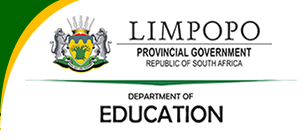 LIMPOPO
PROVINCIAL GOVERNMENT
REPUBLIC OF SOUTH AFRICA
DEPARTMENT OF
EDUCATION